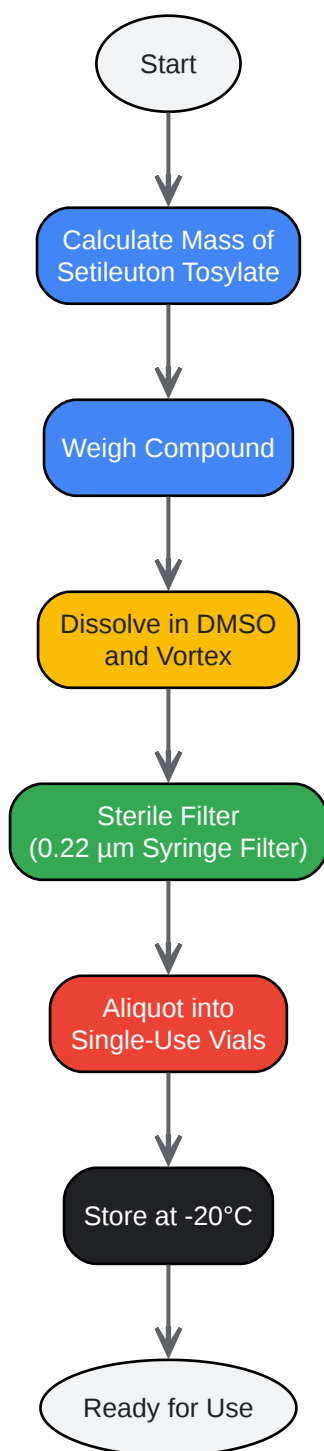 Start
Calculate Mass of
Setileuton Tosylate
Weigh Compound
Dissolve in DMSO
and Vortex
Sterile Filter
(0.22 µm Syringe Filter)
Aliquot into
Single-Use Vials
Store at -20°C
Ready for Use